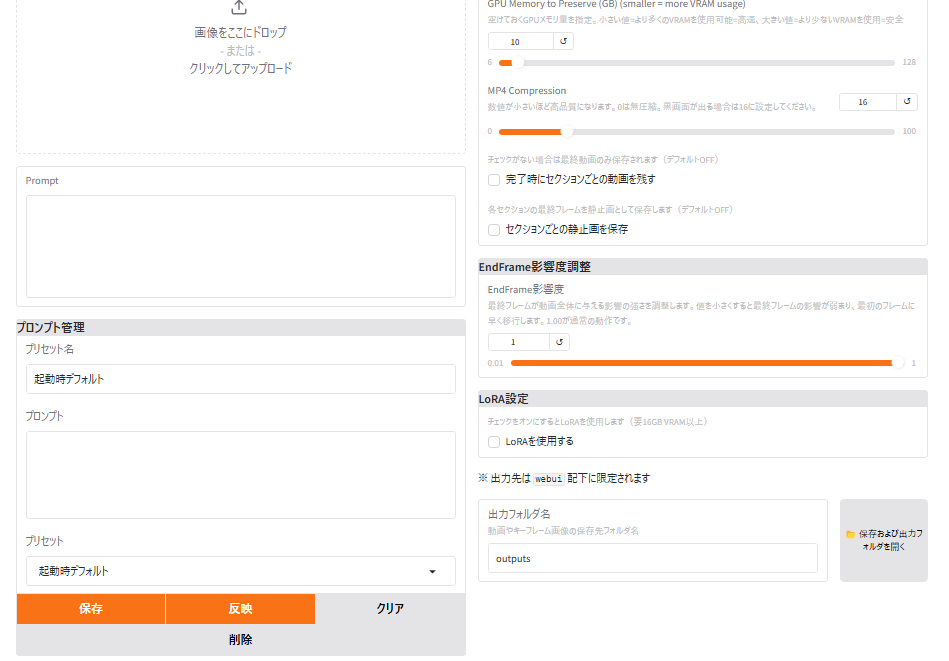 画像をここにドロップ
- または -
クリックしてアップロード
Prompt
プロンプト管理
プリセット名
起動時デフォルト
プロンプト
プリセット
起動時デフォルト
保存
反映
クリア
削除
GPU Memory to Preserve (GB) (smaller = more VRAM usage)
空けておくGPUメモリ量を指定。小さい値=より多くのVRAMを使用可能=高速、大きい値=より少ないVRAMを使用=安全
10
↺
6
128
MP4 Compression
数値が小さいほど高品質になります。0は無圧縮。黒画面が出る場合は16に設定してください。
16
↺
0
100
チェックがない場合は最終動画のみ保存されます（デフォルトOFF）
完了時にセクションごとの動画を残す
各セクションの最終フレームを静止画として保存します（デフォルトOFF）
セクションごとの静止画を保存
EndFrame影響度調整
EndFrame影響度
最終フレームが動画全体に与える影響の強さを調整します。値を小さくすると最終フレームの影響が弱まり、最初のフレームに
早く移行します。1.00が通常の動作です。
1
↺
0.01
1
LoRA設定
チェックをオンにするとLoRAを使用します（要16GB VRAM以上）
LoRAを使用する
※ 出力先は webui 配下に限定されます
出力フォルダ名
動画やキーフレーム画像の保存先フォルダ名
outputs
📂 保存および出力フ
ォルダを開く